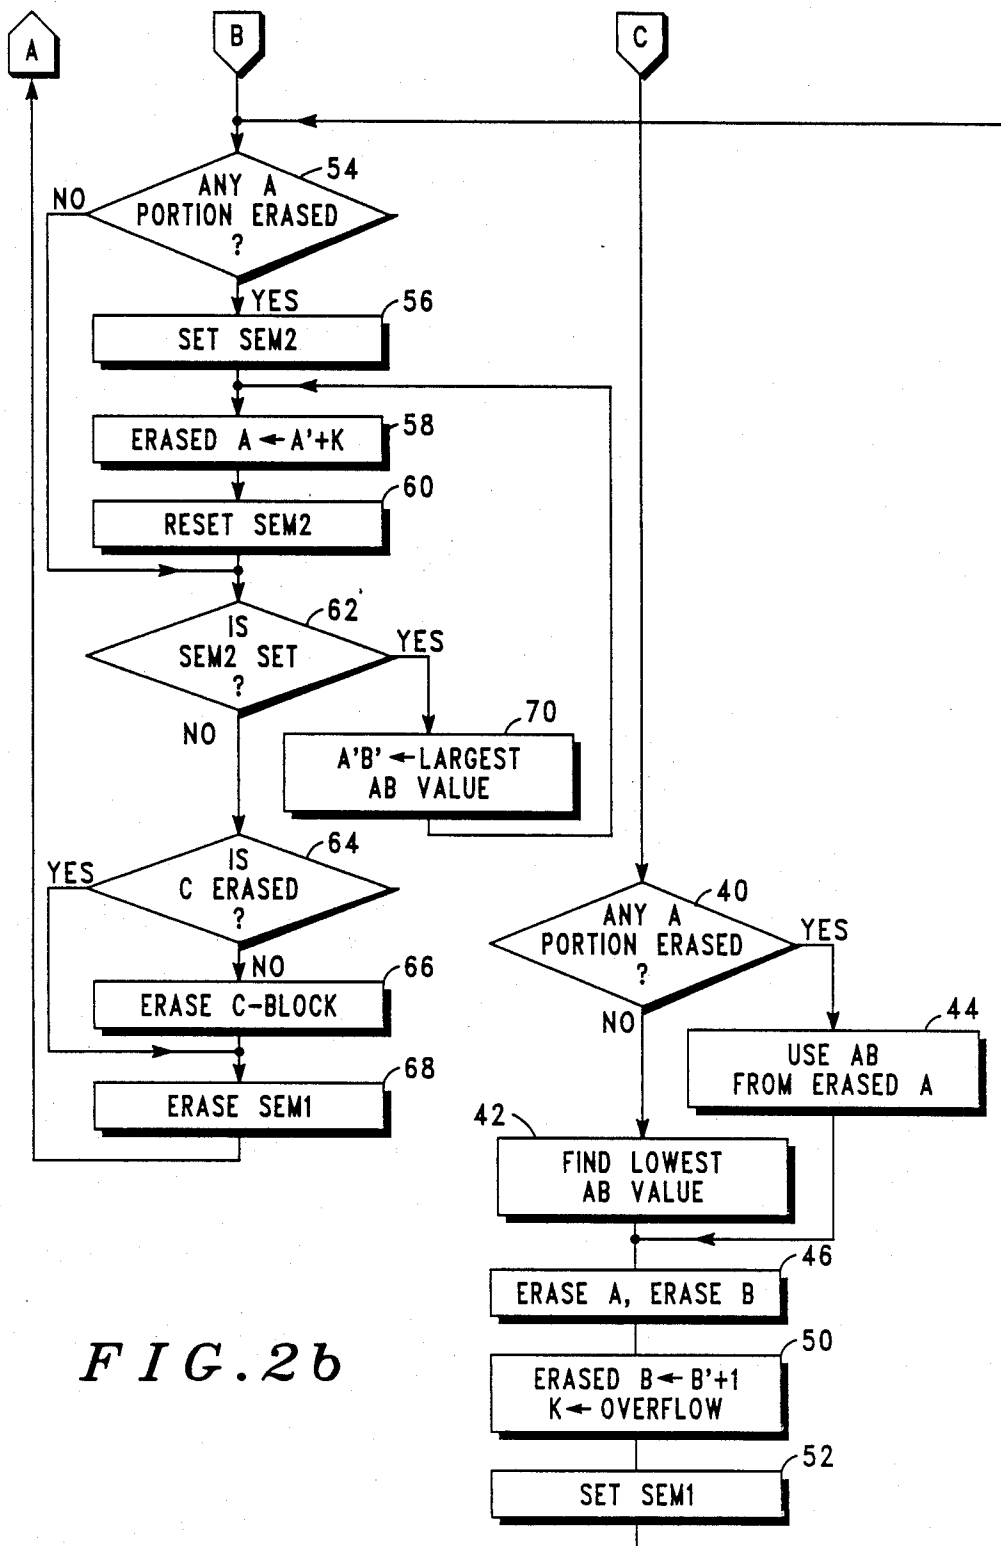 A
B
C
54
ANY A
PORTION ERASED
?
NO
YES
56
SET SEM2
58
ERASED A ← A'+K
60
RESET SEM2
62
IS
SEM2 SET
?
YES
NO
70
A'B' ← LARGEST
AB VALUE
64
IS
C ERASED
?
YES
NO
66
ERASE C-BLOCK
68
ERASE SEM1
40
ANY A
PORTION ERASED
?
YES
NO
44
USE AB
FROM ERASED A
42
FIND LOWEST
AB VALUE
46
ERASE A, ERASE B
50
ERASED B ← B'+1
K ← OVERFLOW
52
SET SEM1
FIG.2b